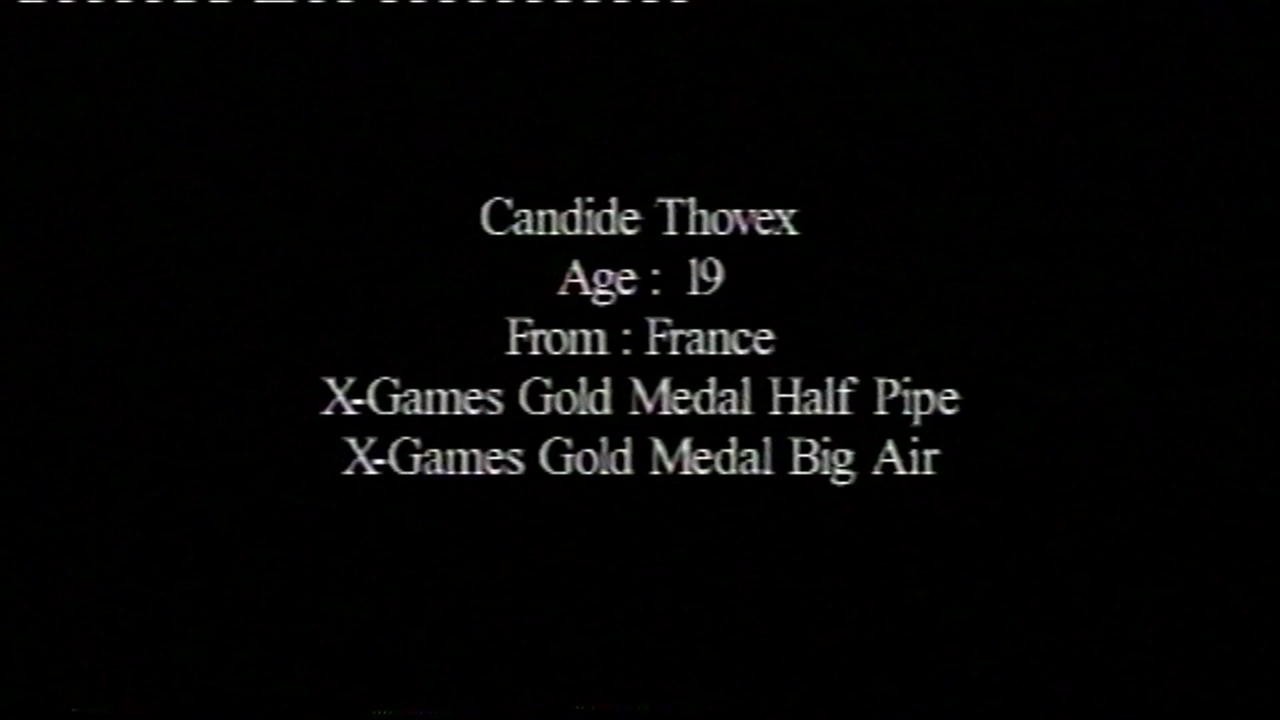 Candide Thovex
Age : 19
From : France
X-Games Gold Medal Half Pipe
X-Games Gold Medal Big Air